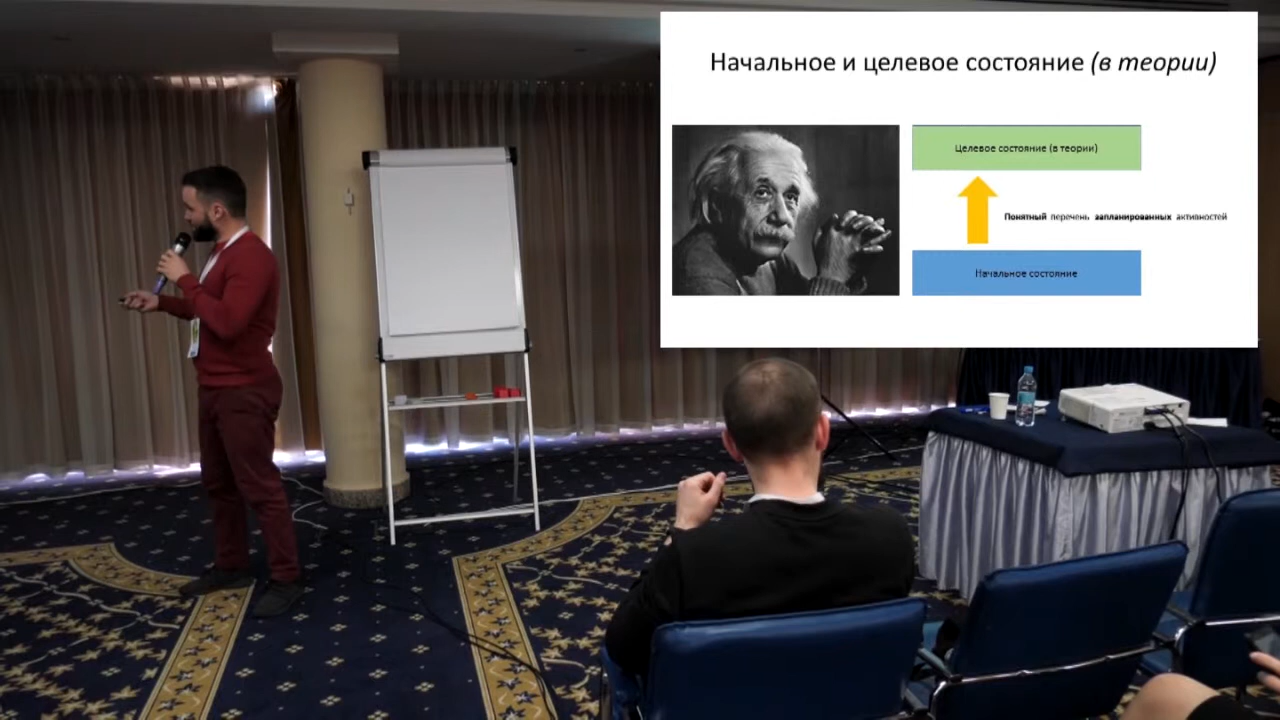 Начальное и целевое состояние (в теории)
Целевое состояние (в теории)
Понятный перечень запланированных активностей
Начальное состояние